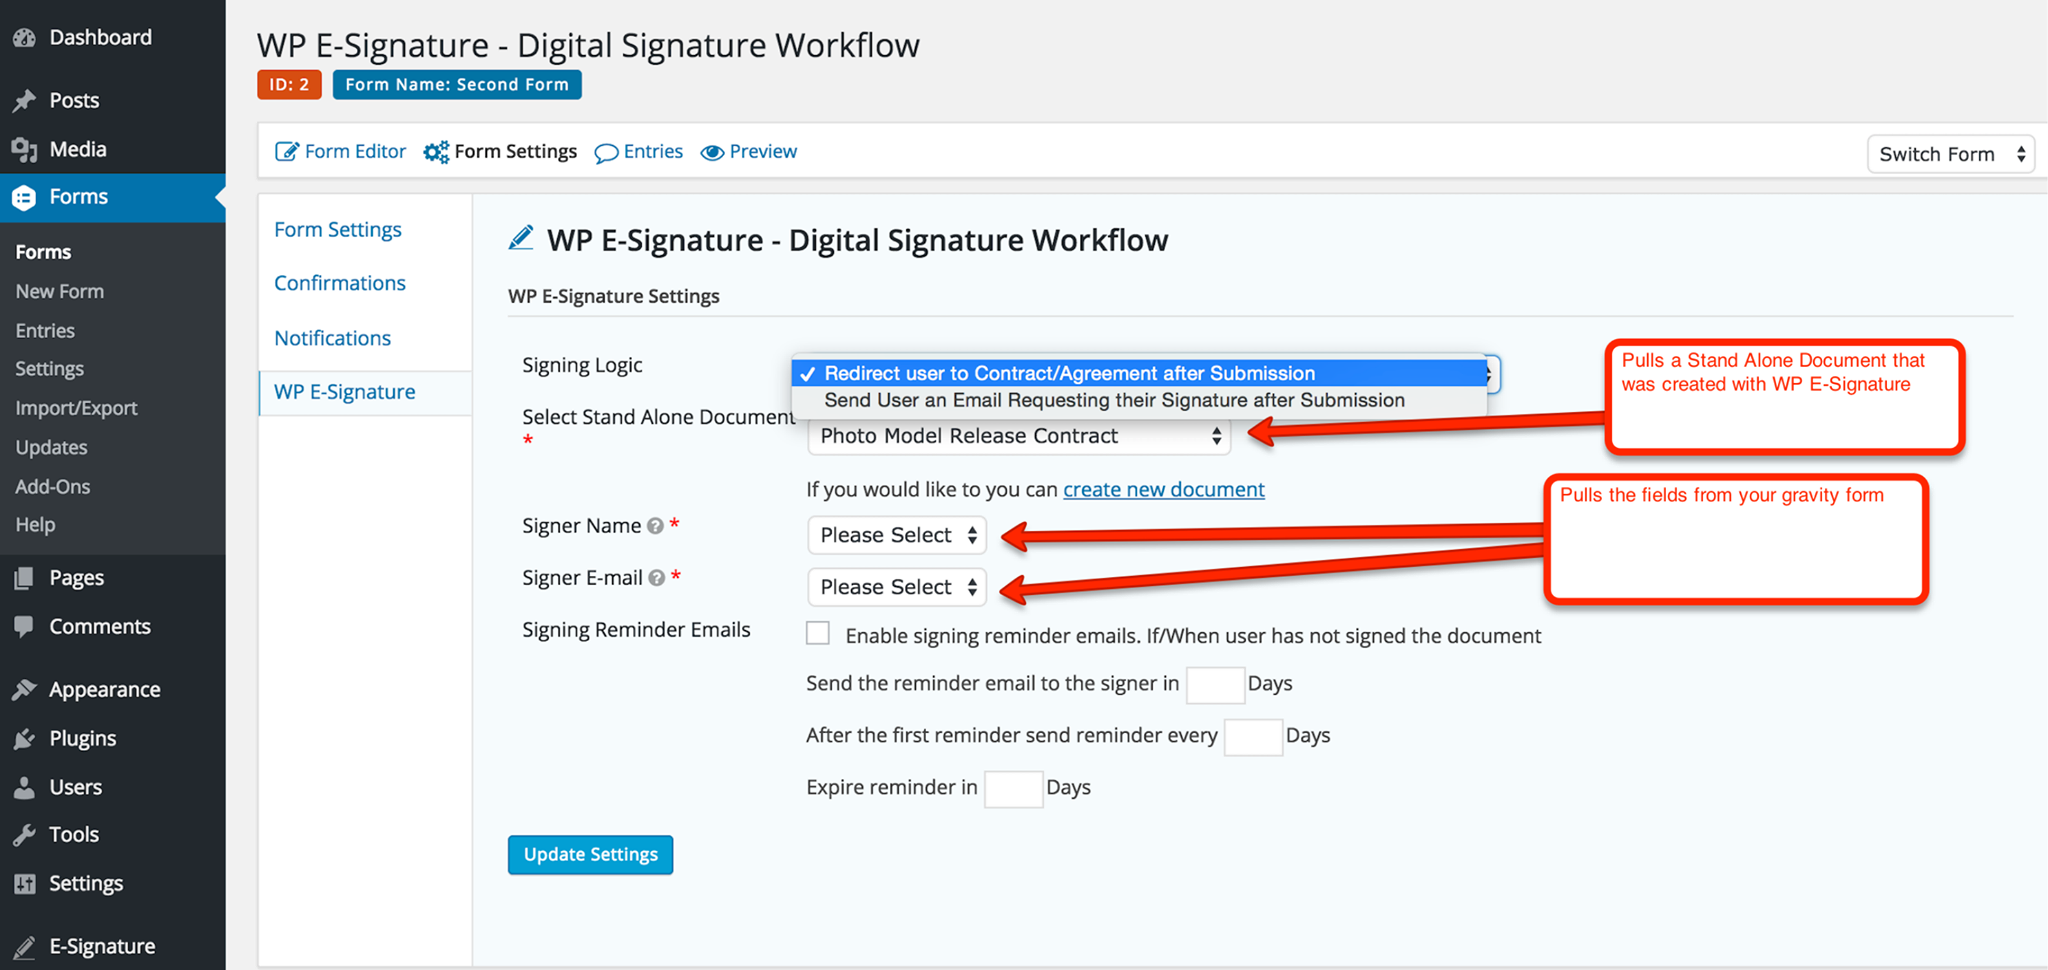 Dashboard
Posts
Media
Forms
Forms
New Form
Entries
Settings
Import/Export
Updates
Add-Ons
Help
Pages
Comments
Appearance
Plugins
Users
Tools
Settings
E-Signature
WP E-Signature - Digital Signature Workflow
ID: 2 Form Name: Second Form
Form Editor Form Settings Entries Preview
Switch Form
Form Settings
Confirmations
Notifications
WP E-Signature
WP E-Signature - Digital Signature Workflow
WP E-Signature Settings
Signing Logic
✓ Redirect user to Contract/Agreement after Submission
Send User an Email Requesting their Signature after Submission
Select Stand Alone Document
*
Photo Model Release Contract
If you would like to you can create new document
Signer Name ? * Please Select
Signer E-mail ? * Please Select
Signing Reminder Emails Enable signing reminder emails. If/When user has not signed the document
Send the reminder email to the signer in Days
After the first reminder send reminder every Days
Expire reminder in Days
Update Settings
Pulls a Stand Alone Document that
was created with WP E-Signature
Pulls the fields from your gravity form